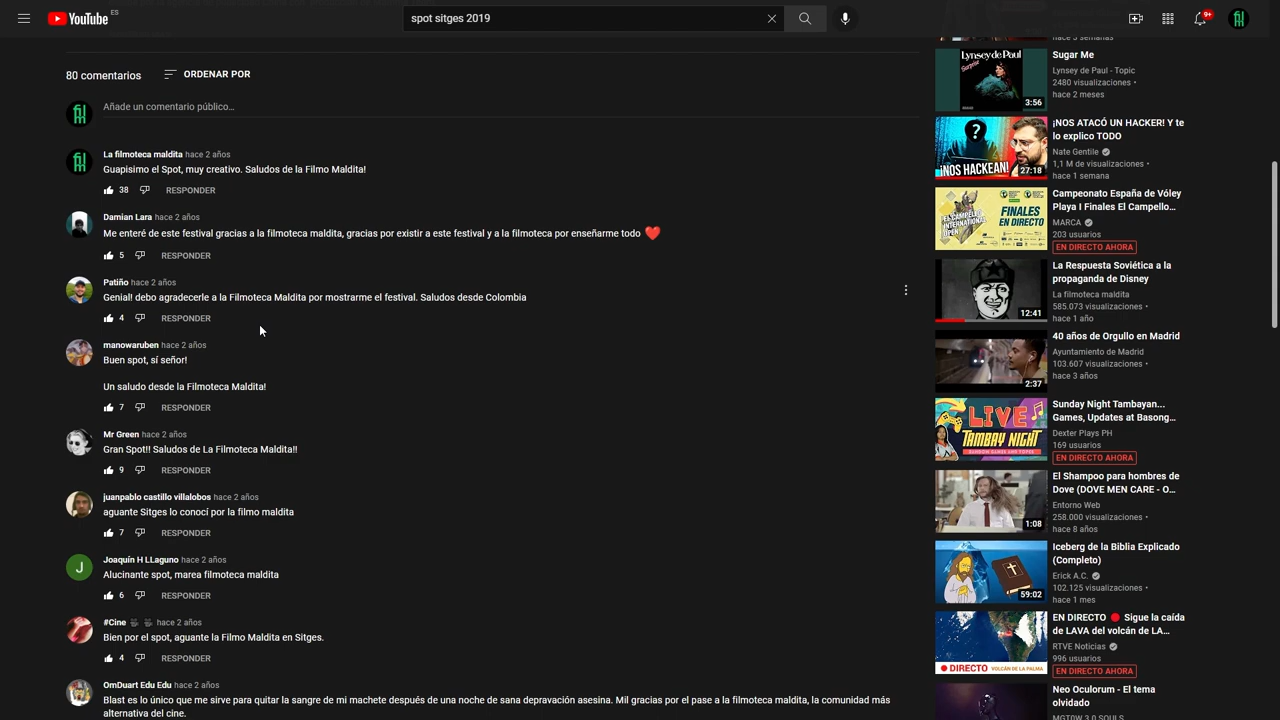 YouTube ES
spot sitges 2019
9+
80 comentarios
ORDENAR POR
Añade un comentario público...
La filmoteca maldita hace 2 años
Guapisimo el Spot, muy creativo. Saludos de la Filmo Maldita!
38 RESPONDER
Damian Lara hace 2 años
Me enteré de este festival gracias a la filmoteca, gracias por existir a este festival y a la filmoteca por enseñarme todo ❤️
5 RESPONDER
Patiño hace 2 años
Genial! debo agradecerle a la Filmoteca Maldita por mostrarme el festival. Saludos desde Colombia
4 RESPONDER
manowaruben hace 2 años
Buen spot, sí señor!
Un saludo desde la Filmoteca Maldita!
7 RESPONDER
Mr Green hace 2 años
Gran Spot!! Saludos de La Filmoteca Maldita!!
9 RESPONDER
juanpablo castillo villalobos hace 2 años
aguante Sitges lo conocí por la filmo maldita
7 RESPONDER
J
Joaquín H LLaguno hace 2 años
Alucinante spot, marea filmoteca maldita
6 RESPONDER
#Cine hace 2 años
Bien por el spot, aguante la Filmo Maldita en Sitges.
4 RESPONDER
OmDuart Edu Edu hace 2 años
Blast es lo único que me sirve para quitar la sangre de mi machete después de una noche de sana depravación asesina. Mil gracias por el pase a la filmoteca maldita, la comunidad más
alternativa del cine.
Lynsey de Paul
Surprise
3:56
Sugar Me
Lynsey de Paul - Topic
2480 visualizaciones •
hace 2 meses
?
¡NOS HACKEAN!
27:18
¡NOS ATACÓ UN HACKER! Y te
lo explico TODO
Nate Gentile
1,1 M de visualizaciones •
hace 1 semana
FINALES
EN DIRECTO
Campeonato España de Vóley
Playa I Finales El Campello...
MARCA
203 usuarios
EN DIRECTO AHORA
12:41
La Respuesta Soviética a la
propaganda de Disney
La filmoteca maldita
585.073 visualizaciones •
hace 1 año
2:37
40 años de Orgullo en Madrid
Ayuntamiento de Madrid
103.607 visualizaciones •
hace 3 años
LIVE
TAMBAY NIGHT
Sunday Night Tambayan...
Games, Updates at Basong...
Dexter Plays PH
169 usuarios
EN DIRECTO AHORA
1:08
El Shampoo para hombres de
Dove (DOVE MEN CARE - O...
Entorno Web
258.000 visualizaciones •
hace 8 años
59:02
Iceberg de la Biblia Explicado
(Completo)
Erick A.C.
102.125 visualizaciones •
hace 1 mes
DIRECTO VOLCÁN DE LA PALMA
EN DIRECTO 🔴 Sigue la caída
de LAVA del volcán de LA...
RTVE Noticias
996 usuarios
EN DIRECTO AHORA
Neo Oculorum - El tema
olvidado
MGT0W 3.0 SOULS